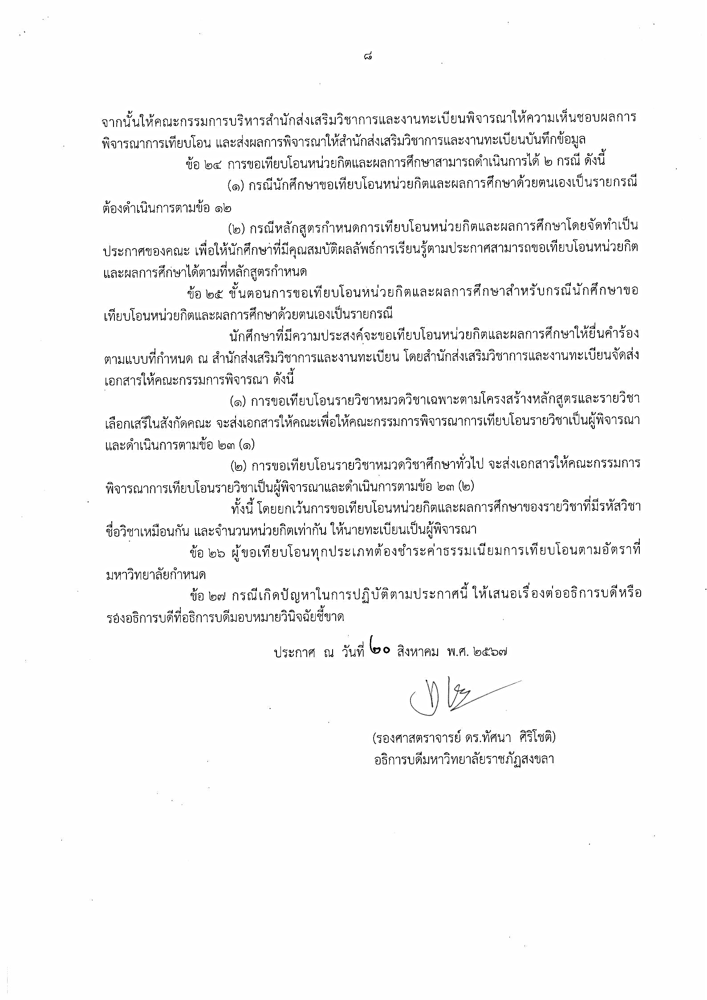 ๘
จากนั้นให้คณะกรรมการบริหารสำนักส่งเสริมวิชาการและงานทะเบียนพิจารณาให้ความเห็นชอบผลการ
พิจารณาการเทียบโอน และส่งผลการพิจารณาให้สำนักส่งเสริมวิชาการและงานทะเบียนบันทึกข้อมูล
ข้อ ๒๔ การขอเทียบโอนหน่วยกิตและผลการศึกษาสามารถดำเนินการได้ ๒ กรณี ดังนี้
(๑) กรณีนักศึกษาขอเทียบโอนหน่วยกิตและผลการศึกษาด้วยตนเองเป็นรายกรณี
ต้องดำเนินการตามข้อ ๑๒
(๒) กรณีหลักสูตรกำหนดการเทียบโอนหน่วยกิตและผลการศึกษาโดยจัดทำเป็น
ประกาศของคณะ เพื่อให้นักศึกษาที่มีคุณสมบัติผลลัพธ์การเรียนรู้ตามประกาศสามารถขอเทียบโอนหน่วยกิต
และผลการศึกษาได้ตามที่หลักสูตรกำหนด
ข้อ ๒๕ ขั้นตอนการขอเทียบโอนหน่วยกิตและผลการศึกษาสำหรับกรณีนักศึกษาขอ
เทียบโอนหน่วยกิตและผลการศึกษาด้วยตนเองเป็นรายกรณี
นักศึกษาที่มีความประสงค์จะขอเทียบโอนหน่วยกิตและผลการศึกษาให้ยื่นคำร้อง
ตามแบบที่กำหนด ณ สำนักส่งเสริมวิชาการและงานทะเบียน โดยสำนักส่งเสริมวิชาการและงานทะเบียนจัดส่ง
เอกสารให้คณะกรรมการพิจารณา ดังนี้
(๑) การขอเทียบโอนรายวิชาหมวดวิชาเฉพาะตามโครงสร้างหลักสูตรและรายวิชา
เลือกเสรีในสังกัดคณะ จะส่งเอกสารให้คณะเพื่อให้คณะกรรมการพิจารณาการเทียบโอนรายวิชาเป็นผู้พิจารณา
และดำเนินการตามข้อ ๒๓ (๑)
(๒) การขอเทียบโอนรายวิชาหมวดวิชาศึกษาทั่วไป จะส่งเอกสารให้คณะกรรมการ
พิจารณาการเทียบโอนรายวิชาเป็นผู้พิจารณาและดำเนินการตามข้อ ๒๓ (๒)
ทั้งนี้ โดยยกเว้นการขอเทียบโอนหน่วยกิตและผลการศึกษาของรายวิชาที่มีรหัสวิชา
ชื่อวิชาเหมือนกัน และจำนวนหน่วยกิตเท่ากัน ให้นายทะเบียนเป็นผู้พิจารณา
ข้อ ๒๖ ผู้ขอเทียบโอนทุกประเภทต้องชำระค่าธรรมเนียมการเทียบโอนตามอัตราที่
มหาวิทยาลัยกำหนด
ข้อ ๒๗ กรณีเกิดปัญหาในการปฏิบัติตามประกาศนี้ ให้เสนอเรื่องต่ออธิการบดีหรือ
รองอธิการบดีที่อธิการบดีมอบหมายวินิจฉัยชี้ขาด
ประกาศ ณ วันที่ ๒๐ สิงหาคม พ.ศ. ๒๕๖๗
(รองศาสตราจารย์ ดร.ทัศนา ศิริโชติ)
อธิการบดีมหาวิทยาลัยราชภัฏสงขลา